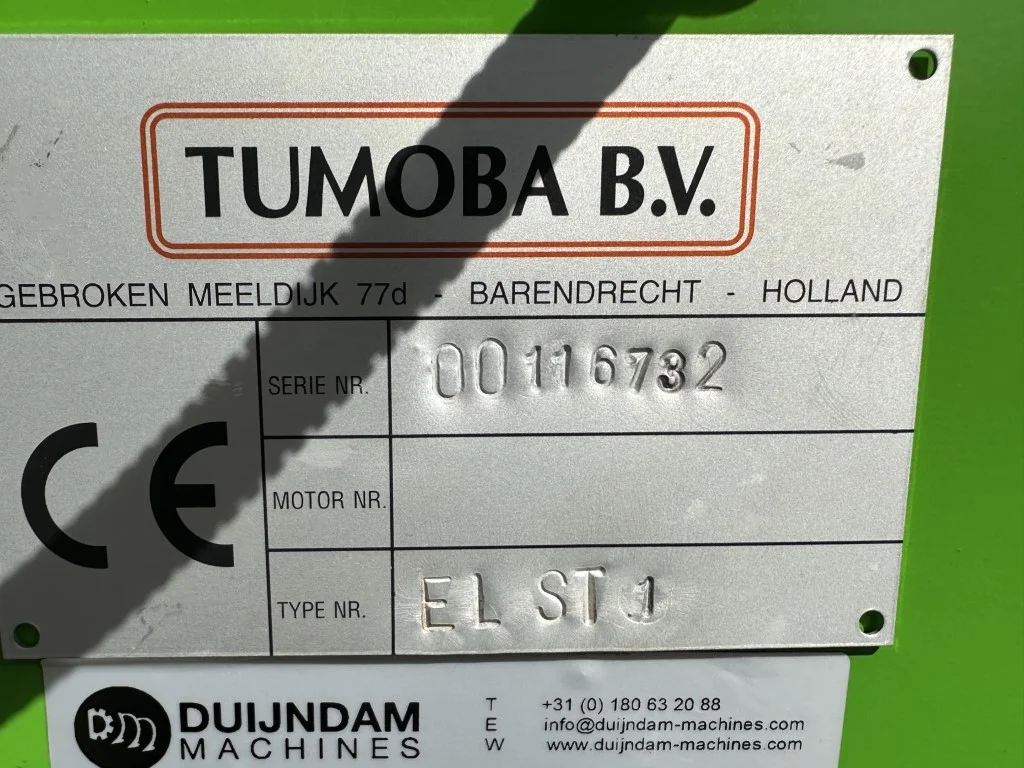 TUMOBA B.V.
GEBROKEN MEELDIJK 77d - BARENDRECHT - HOLLAND
CE
SERIE NR. 00116732
MOTOR NR.
TYPE NR. EL ST 1
DM DUIJNDAM MACHINES
T +31 (0) 180 63 20 88
E info@duijndam-machines.com
W www.duijndam-machines.com